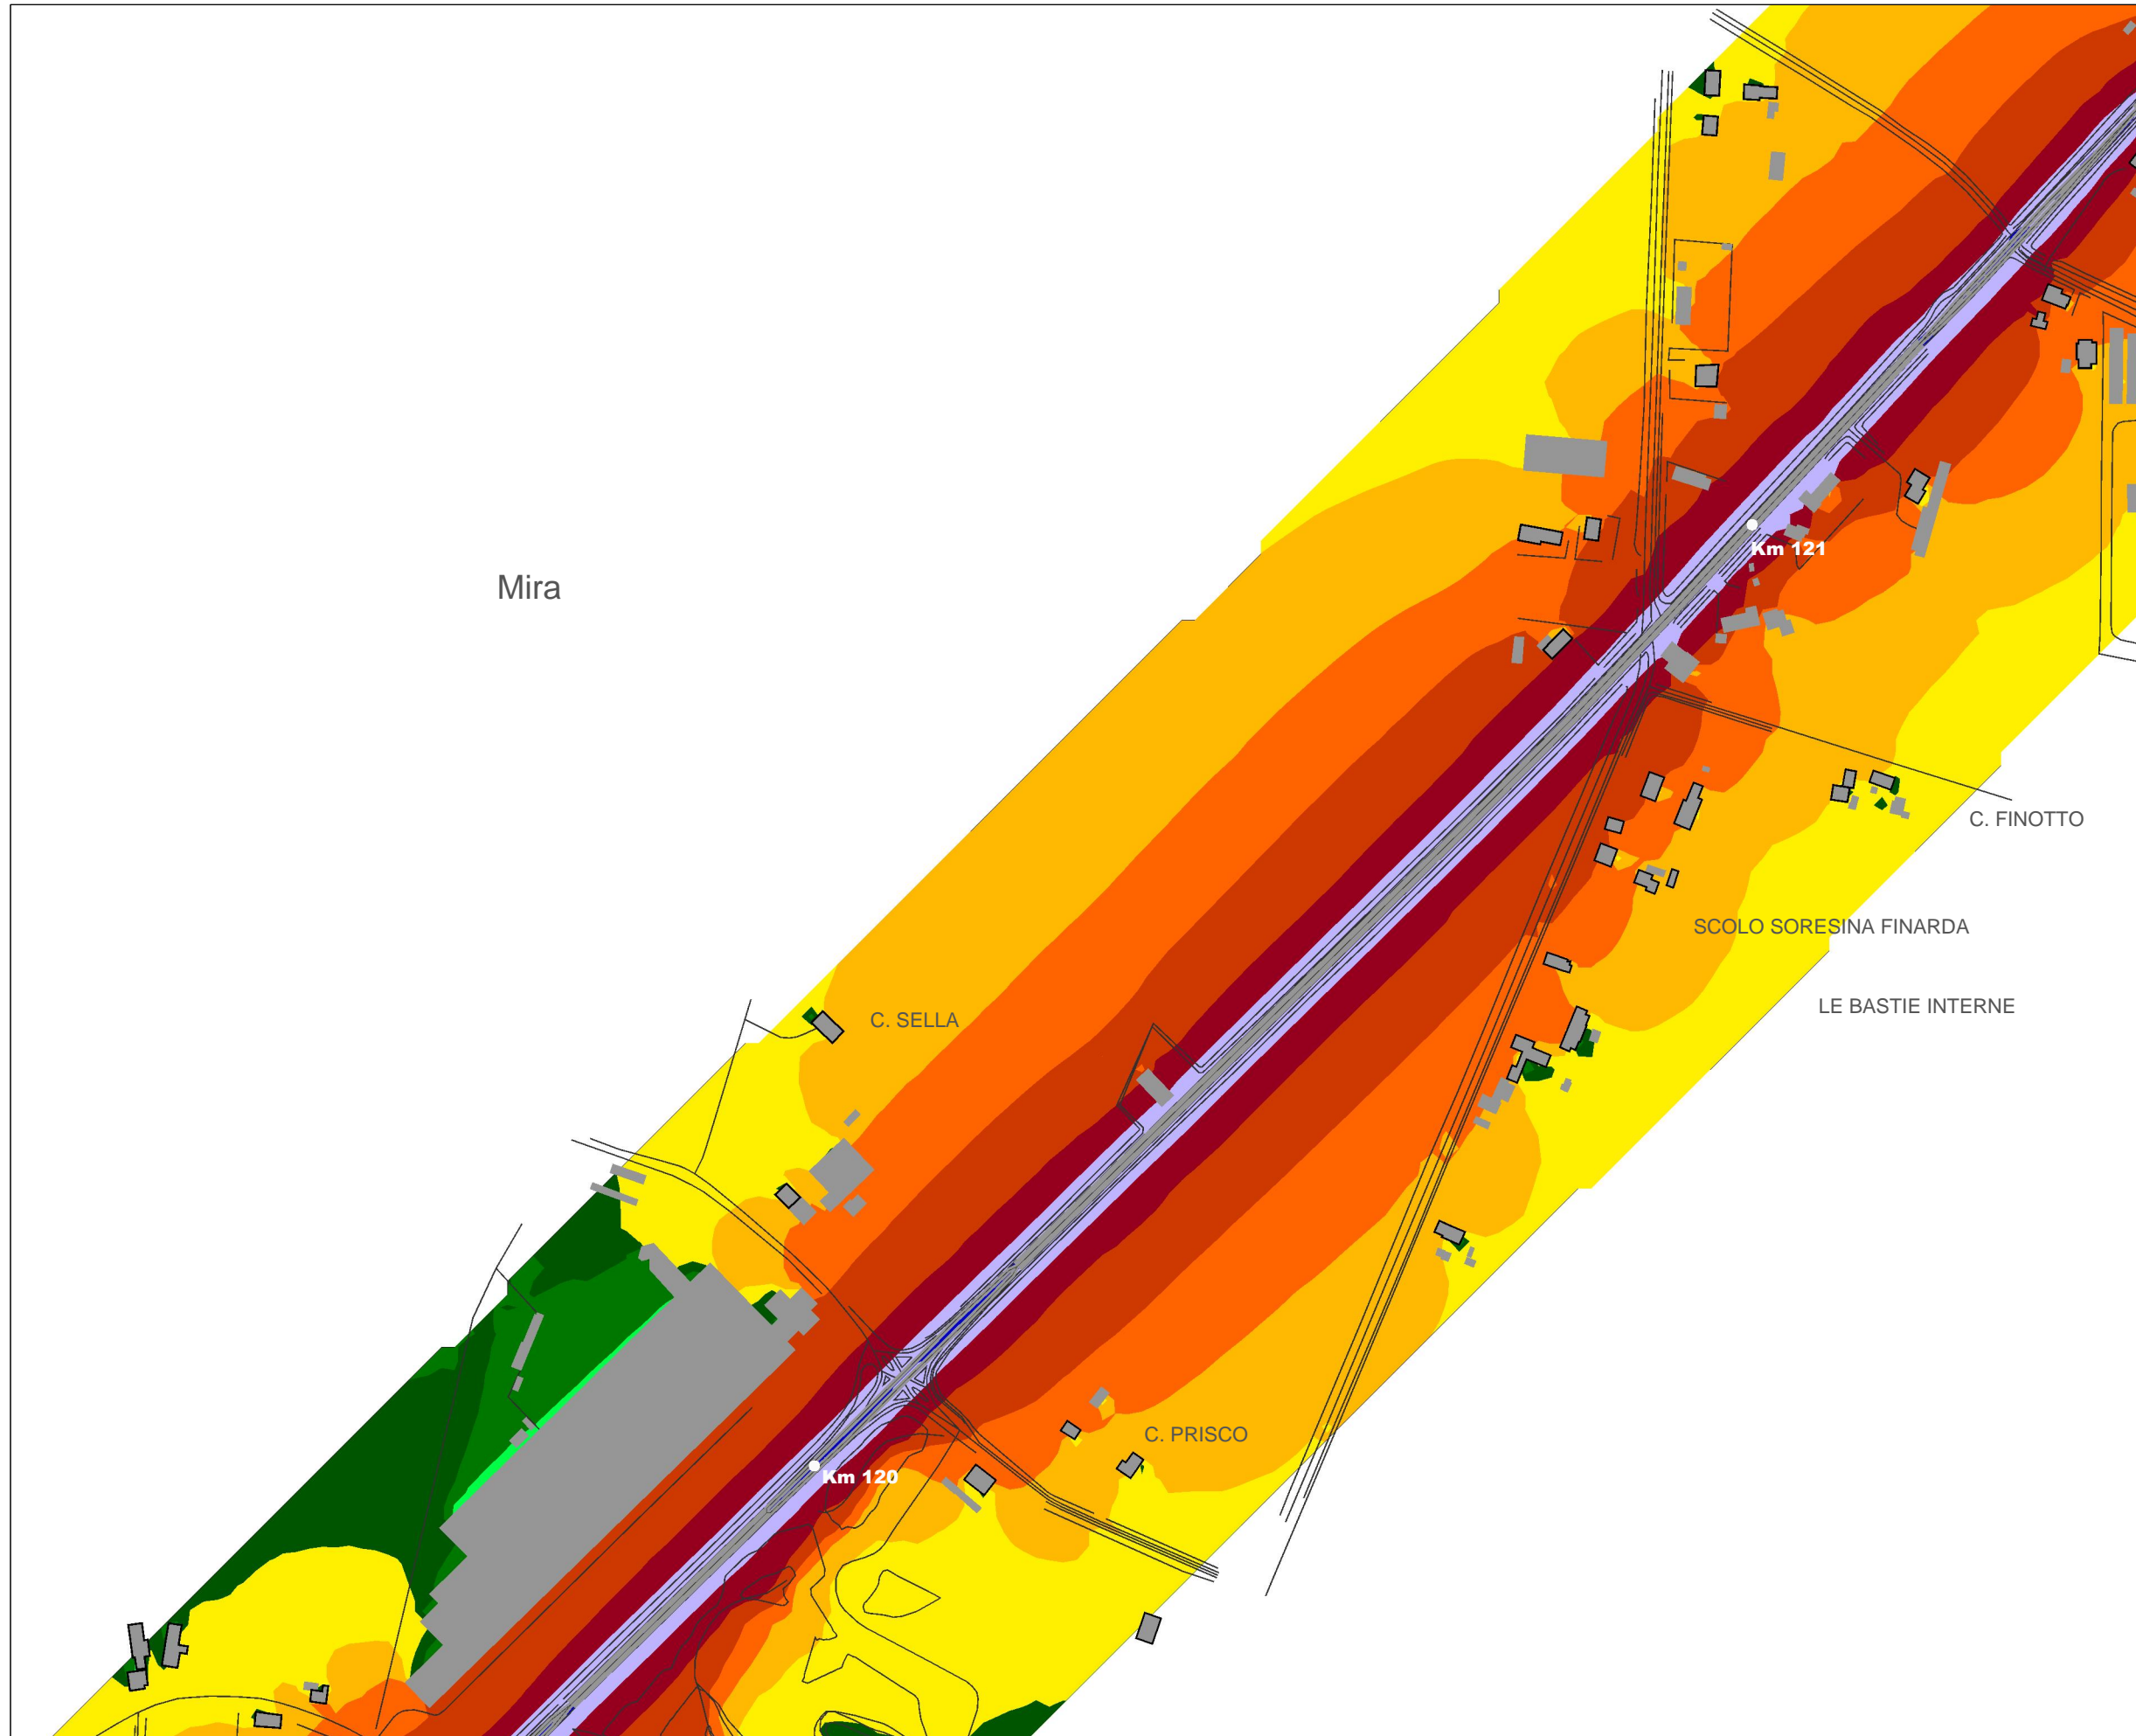 Km 121
Mira
C. FINOTTO
SCOLO SORESINA FINARDA
LE BASTIE INTERNE
C. SELLA
C. PRISCO
Km 120